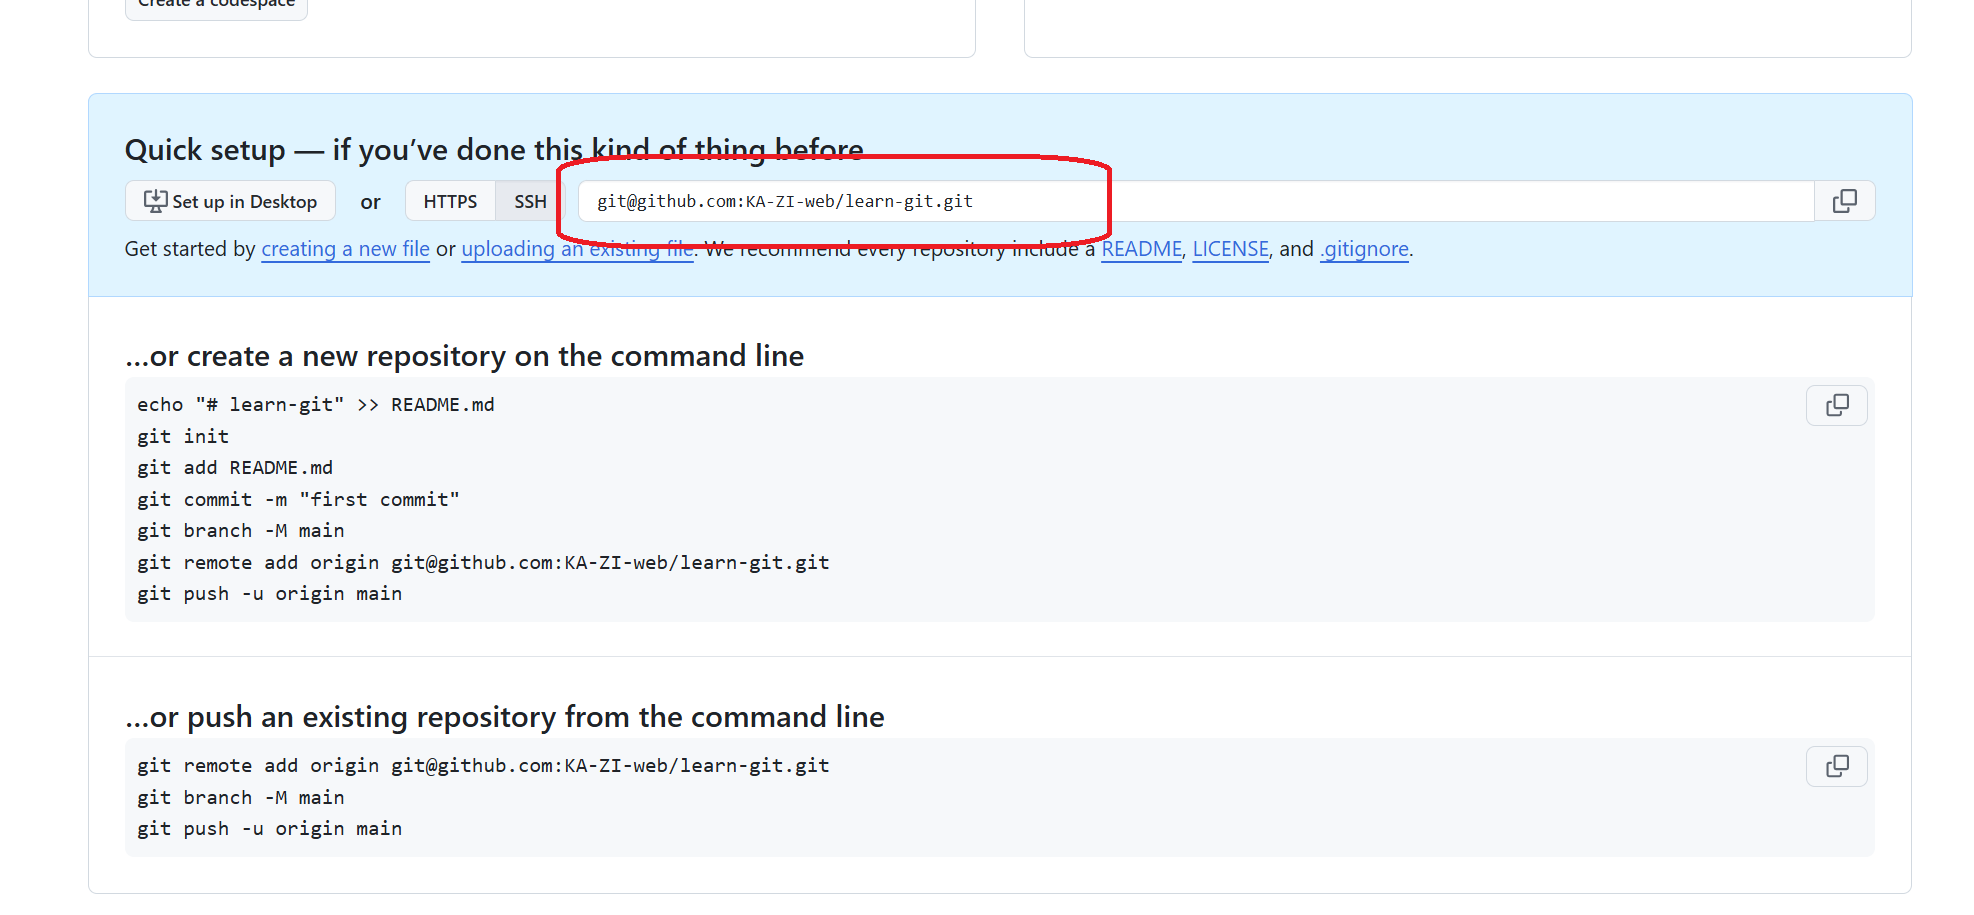 Create a codespace
Quick setup — if you’ve done this kind of thing before
Set up in Desktop or HTTPS SSH git@github.com:KA-ZI-web/learn-git.git
Get started by creating a new file or uploading an existing file. We recommend every repository include a README, LICENSE, and .gitignore.
…or create a new repository on the command line
echo "# learn-git" >> README.md
git init
git add README.md
git commit -m "first commit"
git branch -M main
git remote add origin git@github.com:KA-ZI-web/learn-git.git
git push -u origin main
…or push an existing repository from the command line
git remote add origin git@github.com:KA-ZI-web/learn-git.git
git branch -M main
git push -u origin main